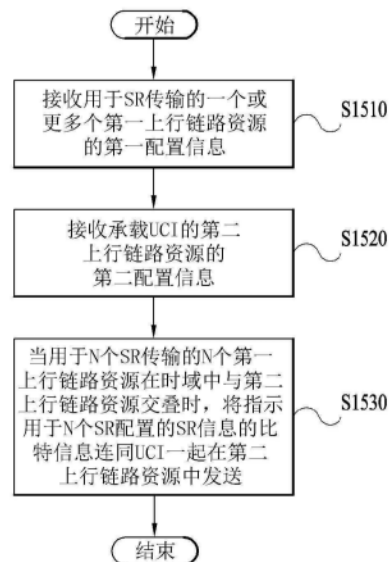 开始
接收用于SR传输的一个或
更多个第一上行链路资源
的第一配置信息
S1510
接收承载UCI的第二
上行链路资源的
第二配置信息
S1520
当用于N个SR传输的N个第一
上行链路资源在时域中与第二
上行链路资源交叠时，将指示
用于N个SR配置的SR信息的比
特信息连同UCI一起在第二
上行链路资源中发送
S1530
结束